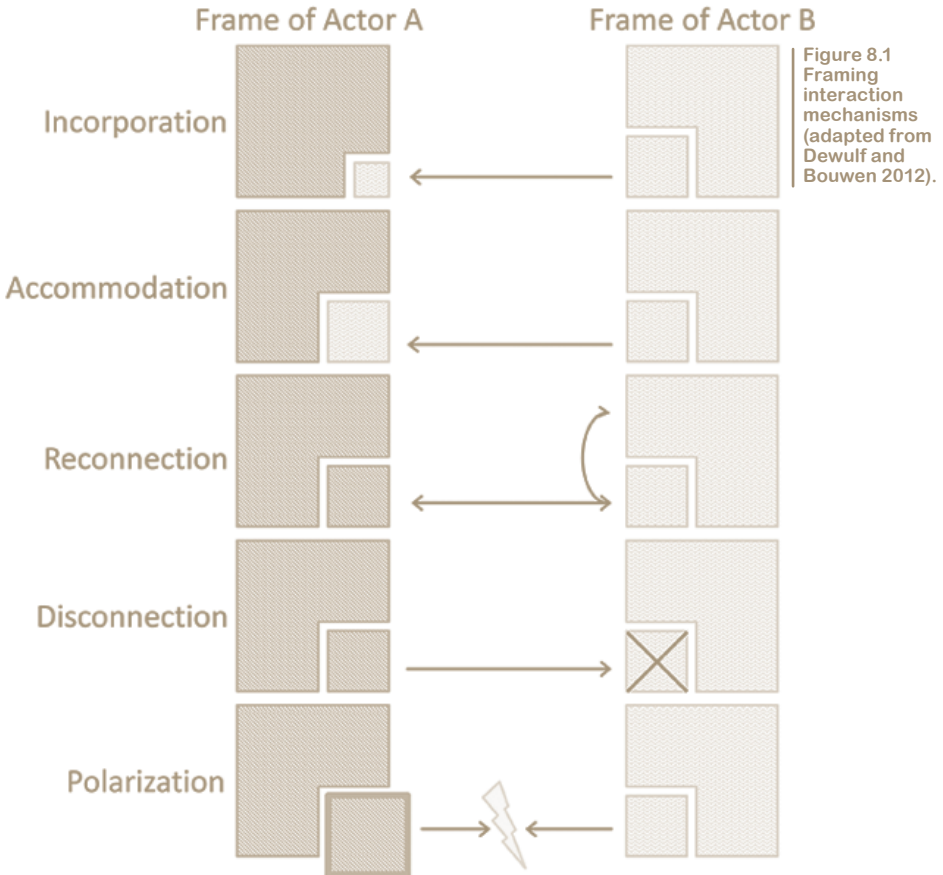 Frame of Actor A
Frame of Actor B
Figure 8.1
Framing
interaction
mechanisms
(adapted from
Dewulf and
Bouwen 2012).
Incorporation
Accommodation
Reconnection
Disconnection
Polarization